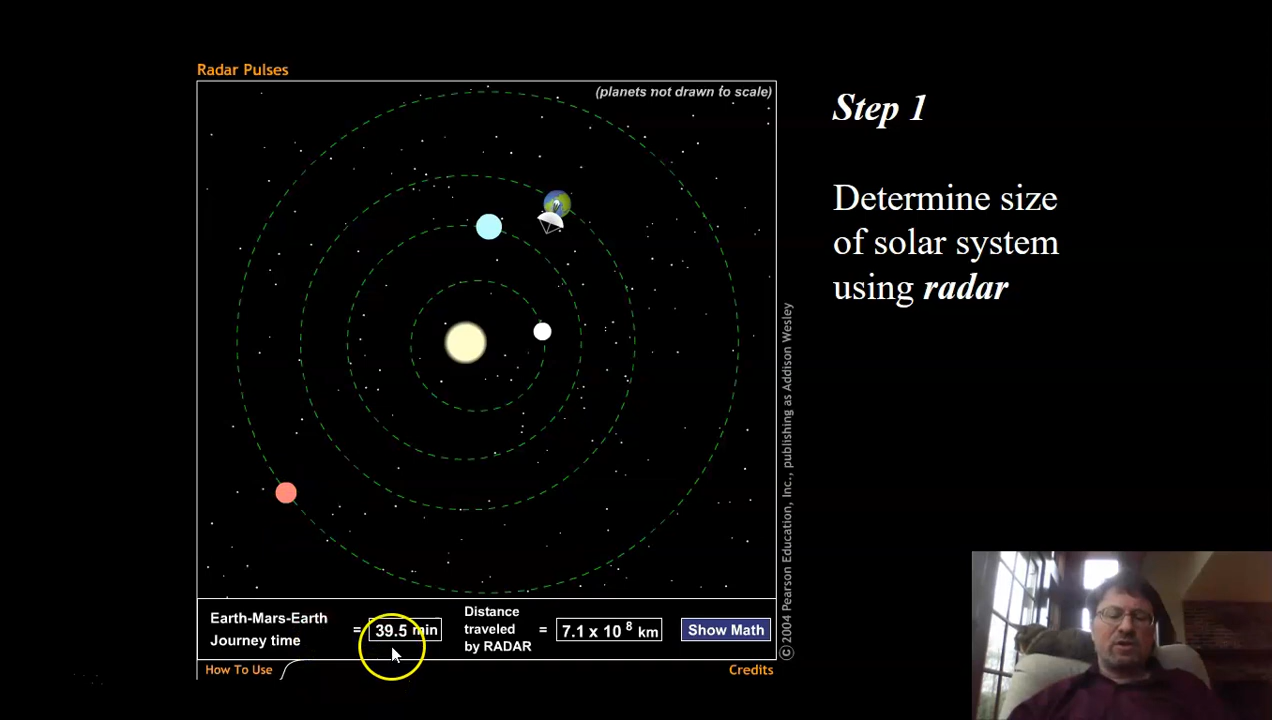 Radar Pulses
(planets not drawn to scale)
Step 1
Determine size
of solar system
using radar
© 2004 Pearson Education, Inc., publishing as Addison Wesley
Earth-Mars-Earth
Journey time
= 39.5 min
Distance
traveled
by RADAR
= 7.1 x 10⁸ km
Show Math
How To Use
Credits